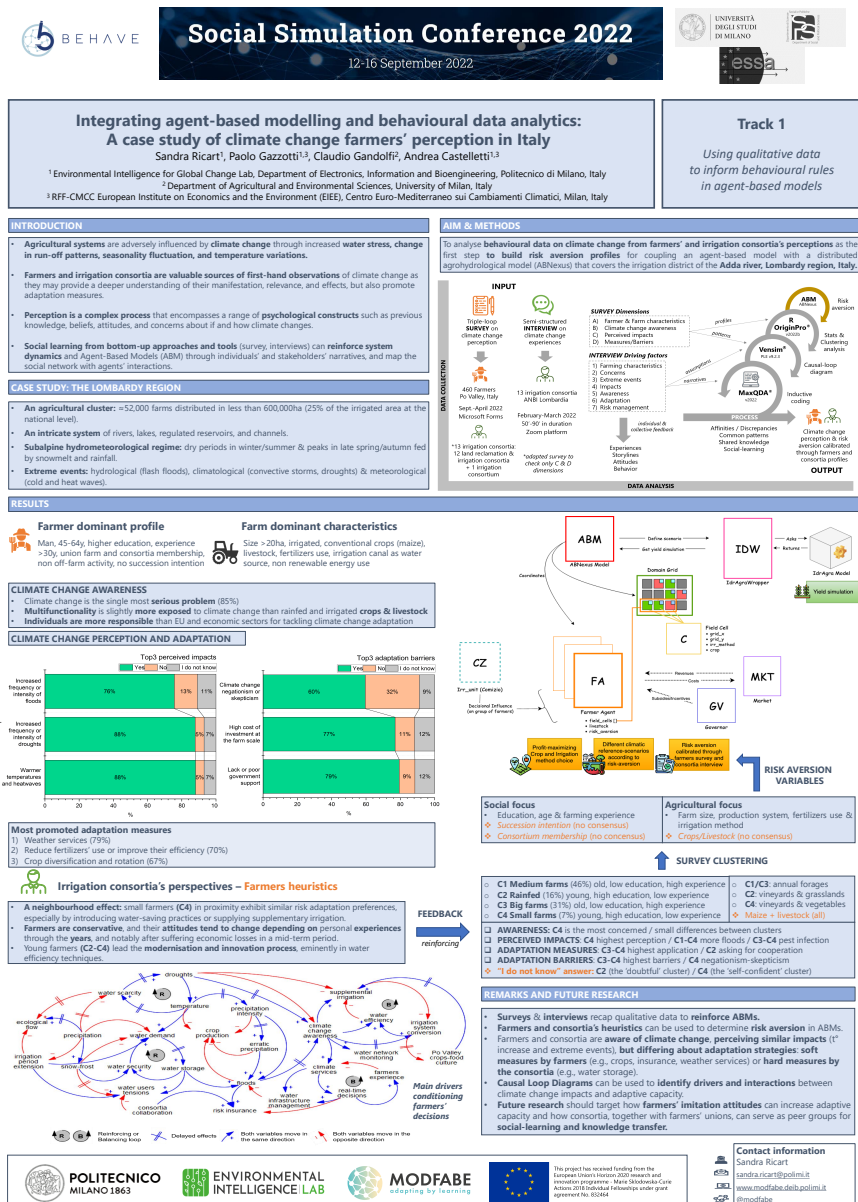 BEHAVE
Social Simulation Conference 2022
12-16 September 2022
UNIVERSITÀ
DEGLI STUDI
DI MILANO
SPS
essa
Integrating agent-based modelling and behavioural data analytics:
A case study of climate change farmers' perception in Italy
Sandra Ricart1, Paolo Gazzotti1,3, Claudio Gandolfi2, Andrea Castelletti1,3
1 Environmental Intelligence for Global Change Lab, Department of Electronics, Information and Bioengineering, Politecnico di Milano, Italy
2 Department of Agricultural and Environmental Sciences, University of Milan, Italy
3 RFF-CMCC European Institute on Economics and the Environment (EIEE), Centro Euro-Mediterraneo sui Cambiamenti Climatici, Milan, Italy
Track 1
Using qualitative data
to inform behavioural rules
in agent-based models
INTRODUCTION
• Agricultural systems are adversely influenced by climate change through increased water stress, change
in run-off patterns, seasonality fluctuation, and temperature variations.
• Farmers and irrigation consortia are valuable sources of first-hand observations of climate change as
they may provide a deeper understanding of their manifestation, relevance, and effects, but also promote
adaptation measures.
• Perception is a complex process that encompasses a range of psychological constructs such as previous
knowledge, beliefs, attitudes, and concerns about if and how climate changes.
• Social learning from bottom-up approaches and tools (survey, interviews) can reinforce system
dynamics and Agent-Based Models (ABM) through individuals' and stakeholders' narratives, and map the
social network with agents' interactions.
CASE STUDY: THE LOMBARDY REGION
• An agricultural cluster: ≈52,000 farms distributed in less than 600,000ha (25% of the irrigated area at the
national level).
• An intricate system of rivers, lakes, regulated reservoirs, and channels.
• Subalpine hydrometeorological regime: dry periods in winter/summer & peaks in late spring/autumn fed
by snowmelt and rainfall.
• Extreme events: hydrological (flash floods), climatological (convective storms, droughts) & meteorological
(cold and heat waves).
AIM & METHODS
To analyse behavioural data on climate change from farmers' and irrigation consortia's perceptions as the
first step to build risk aversion profiles for coupling an agent-based model with a distributed
agrohydrological model (ABNexus) that covers the irrigation district of the Adda river, Lombardy region, Italy.
INPUT
DATA COLLECTION
Triple-loop
SURVEY on
climate change
perception
460 Farmers
Po Valley, Italy
Sept.-April 2022
Microsoft Forms
*13 irrigation consortia:
12 land reclamation &
irrigation consortia
+ 1 irrigation
consortium
Semi-structured
INTERVIEW on
climate change
experiences
13 irrigation consortia
ANBI Lombardia
February-March 2022
50'-90' in duration
Zoom platform
*adapted survey to
check only C & D
dimensions
SURVEY Dimensions
A) Farmer & Farm characteristics
B) Climate change awareness
C) Perceived impacts
D) Measures/Barriers
INTERVIEW Driving factors
1) Farming characteristics
2) Concerns
3) Extreme events
4) Impacts
5) Awareness
6) Adaptation
7) Risk management
profiles
patterns
assumptions
narratives
individual &
collective feedback
Experiences
Storylines
Attitudes
Behavior
ABM
ABNexus
R
OriginPro®
v2022b
Vensim®
PLE v9.2.3
MaxQDA®
v2022
Risk
aversion
Stats &
Clustering
analysis
Causal-loop
diagram
Inductive
coding
PROCESS
Affinities / Discrepancies
Common patterns
Shared knowledge
Social-learning
Climate change
perception & risk
aversion calibrated
through farmers and
consortia profiles
OUTPUT
DATA ANALYSIS
RESULTS
Farmer dominant profile
Man, 45-64y, higher education, experience
>30y, union farm and consortia membership,
non off-farm activity, no succession intention
Farm dominant characteristics
Size >20ha, irrigated, conventional crops (maize),
livestock, fertilizers use, irrigation canal as water
source, non renewable energy use
CLIMATE CHANGE AWARENESS
• Climate change is the single most serious problem (85%)
• Multifunctionality is slightly more exposed to climate change than rainfed and irrigated crops & livestock
• Individuals are more responsible than EU and economic sectors for tackling climate change adaptation
CLIMATE CHANGE PERCEPTION AND ADAPTATION
Top3 perceived impacts
Yes No I do not know
Increased
frequency or
intensity of
floods
76% 13% 11%
Increased
frequency or
intensity of
droughts
88% 5% 7%
Warmer
temperatures
and heatwaves
88% 5% 7%
0 20 40 60 80 100
%
Top3 adaptation barriers
Yes No I do not know
Climate change
negationism or
skepticism
60% 32% 9%
High cost of
investment at
the farm scale
77% 11% 12%
Lack or poor
government
support
79% 9% 12%
0 20 40 60 80 100
%
Most promoted adaptation measures
1) Weather services (79%)
2) Reduce fertilizers' use or improve their efficiency (70%)
3) Crop diversification and rotation (67%)
Irrigation consortia's perspectives – Farmers heuristics
• A neighbourhood effect: small farmers (C4) in proximity exhibit similar risk adaptation preferences,
especially by introducing water-saving practices or supplying supplementary irrigation.
• Farmers are conservative, and their attitudes tend to change depending on personal experiences
through the years, and notably after suffering economic losses in a mid-term period.
• Young farmers (C2-C4) lead the modernisation and innovation process, eminently in water
efficiency techniques.
FEEDBACK
reinforcing
droughts
water scarcity
R
temperature
precipitation
intensity
supplemental
irrigation
B
water
efficiency
ecological
flow
precipitation
water demand
crop
production
climate
change
awareness
irrigation
system
conversion
R
erratic
precipitation
water network
monitoring
irrigation
period
extension
snow-frost
water security
water storage
climate
services
Po Valley
crops-food
culture
farmers
experience
floods
B
water users
tensions
real-time
decisions
water
infrastructure
management
consortia
collaboration
risk insurance
Main drivers
conditioning
farmers'
decisions
R B Reinforcing or
Balancing loop
Delayed effects
Both variables move in
the same direction
Both variables move in the
opposite direction
ABM
ABNexus Model
Define scenario
Get yield simulation
IDW
IdrAgraWrapper
Asks
Returns
IdrAgra Model
Yield simulation
Coordinates
Domain Grid
C
Field Cell
• grid_x
• grid_y
• irr_method
• crop
CZ
Irr_unit (Comizio)
Decisional Influence
(on group of farmers)
FA
Farmer Agent
• field_cells []
• livestock
• risk_aversion
Revenues
Costs
MKT
Market
Subsidies/Incentives
GV
Governor
Profit-maximizing
Crop and Irrigation
method choice
Different climatic
reference-scenarios
according to
risk-aversion
Risk aversion
calibrated through
farmers survey and
consortia interview
RISK AVERSION
VARIABLES
Social focus
• Education, age & farming experience
❖ Succession intention (no consensus)
❖ Consortium membership (no consensus)
Agricultural focus
• Farm size, production system, fertilizers use &
irrigation method
❖ Crops/Livestock (no consensus)
SURVEY CLUSTERING
o C1 Medium farms (46%) old, low education, high experience
o C2 Rainfed (16%) young, high education, low experience
o C3 Big farms (31%) old, low education, high experience
o C4 Small farms (7%) young, high education, low experience
o C1/C3: annual forages
o C2: vineyards & grasslands
o C4: vineyards & vegetables
❖ Maize + livestock (all)
❑ AWARENESS: C4 is the most concerned / small differences between clusters
❑ PERCEIVED IMPACTS: C4 highest perception / C1-C4 more floods / C3-C4 pest infection
❑ ADAPTATION MEASURES: C3-C4 highest application / C2 asking for cooperation
❑ ADAPTATION BARRIERS: C3-C4 highest barriers / C4 negationism-skepticism
❖ "I do not know" answer: C2 (the 'doubtful' cluster) / C4 (the 'self-confident' cluster)
REMARKS AND FUTURE RESEARCH
• Surveys & interviews recap qualitative data to reinforce ABMs.
• Farmers and consortia's heuristics can be used to determine risk aversion in ABMs.
• Farmers and consortia are aware of climate change, perceiving similar impacts (t°
increase and extreme events), but differing about adaptation strategies: soft
measures by farmers (e.g., crops, insurance, weather services) or hard measures by
the consortia (e.g., water storage).
• Causal Loop Diagrams can be used to identify drivers and interactions between
climate change impacts and adaptive capacity.
• Future research should target how farmers' imitation attitudes can increase adaptive
capacity and how consortia, together with farmers' unions, can serve as peer groups for
social-learning and knowledge transfer.
POLITECNICO
MILANO 1863
ENVIRONMENTAL
INTELLIGENCE LAB
MODFABE
adapting by learning
This project has received funding from the
European Union's Horizon 2020 research and
innovation programme - Marie Sklodowska-Curie
Actions 2018 Individual Fellowships under grant
agreement No. 832464
Contact information
Sandra Ricart
sandra.ricart@polimi.it
www.modfabe.deib.polimi.it
@modfabe